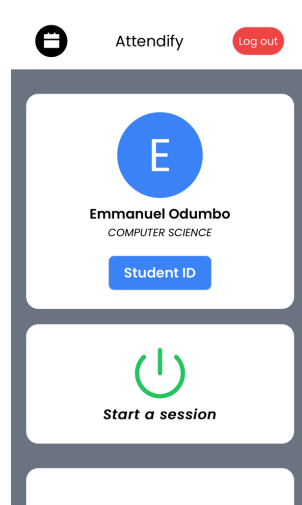 Attendify
Log out
E
Emmanuel Odumbo
COMPUTER SCIENCE
Student ID
Start a session